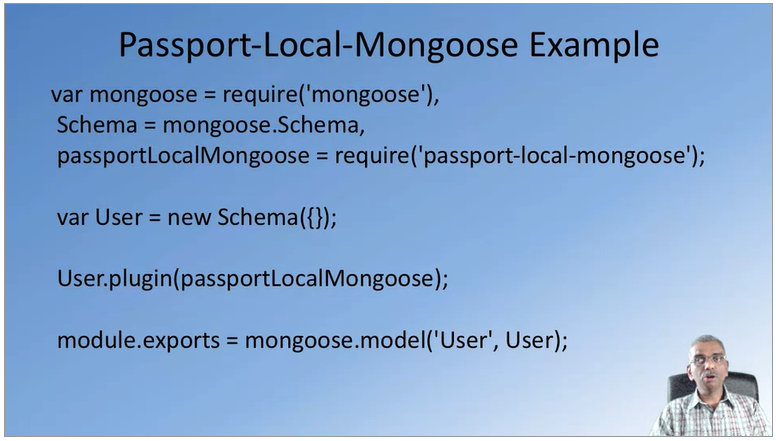 Passport-Local-Mongoose Example
var mongoose = require('mongoose'),
Schema = mongoose.Schema,
passportLocalMongoose = require('passport-local-mongoose');
var User = new Schema({});
User.plugin(passportLocalMongoose);
module.exports = mongoose.model('User', User);